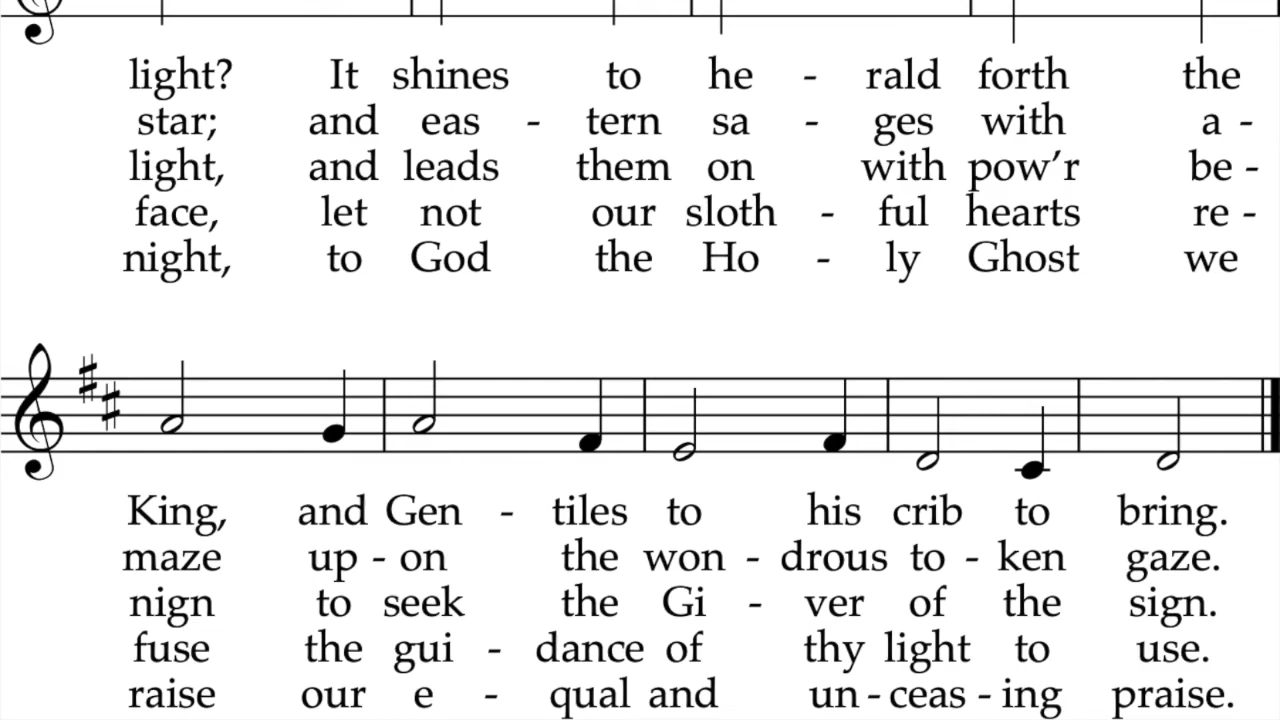 light? It shines to he - rald forth the
star; and eas - tern sa - ges with a -
light, and leads them on with pow’r be -
face, let not our sloth - ful hearts re -
night, to God the Ho - ly Ghost we
King, and Gen - tiles to his crib to bring.
maze up - on the won - drous to - ken gaze.
nign to seek the Gi - ver of the sign.
fuse the gui - dance of thy light to use.
raise our e - qual and un - ceas - ing praise.